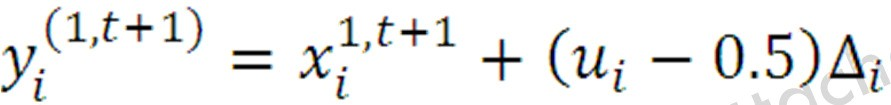 y_i^{(1,t+1)} = x_i^{1,t+1} + (u_i − 0.5)Δ_i